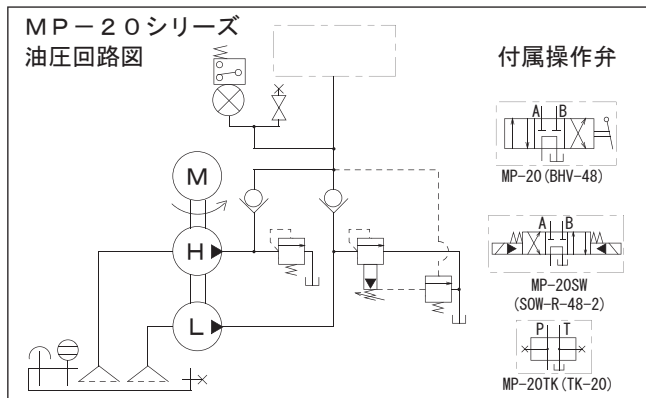 MP－２０シリーズ
油圧回路図
付属操作弁
A B
MP-20(BHV-48)
M
H
A B
L
MP-20SW
(SOW-R-48-2)
P T
MP-20TK(TK-20)